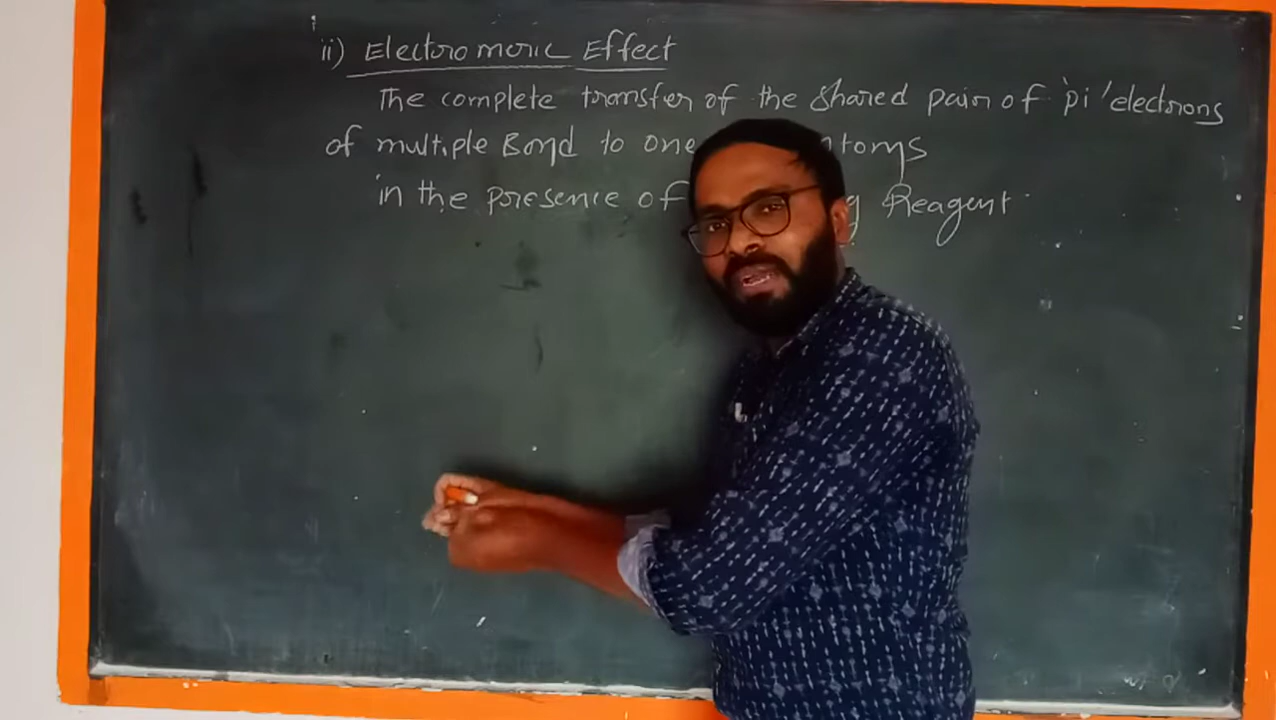 ii) Electromeric Effect
The complete transfer of the shared pair of 'pi' electrons
of multiple Bond to one atoms
in the presence of Reagent